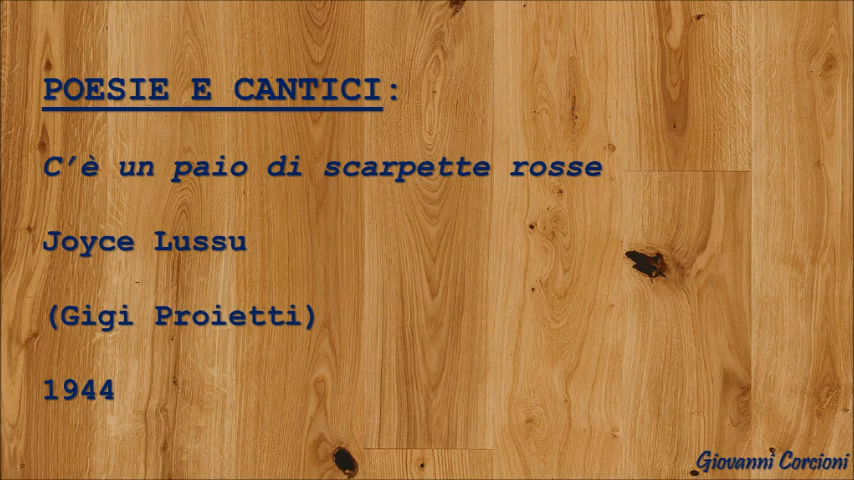 POESIE E CANTICI:
C'è un paio di scarpette rosse
Joyce Lussu
(Gigi Proietti)
1944
Giovanni Corcioni